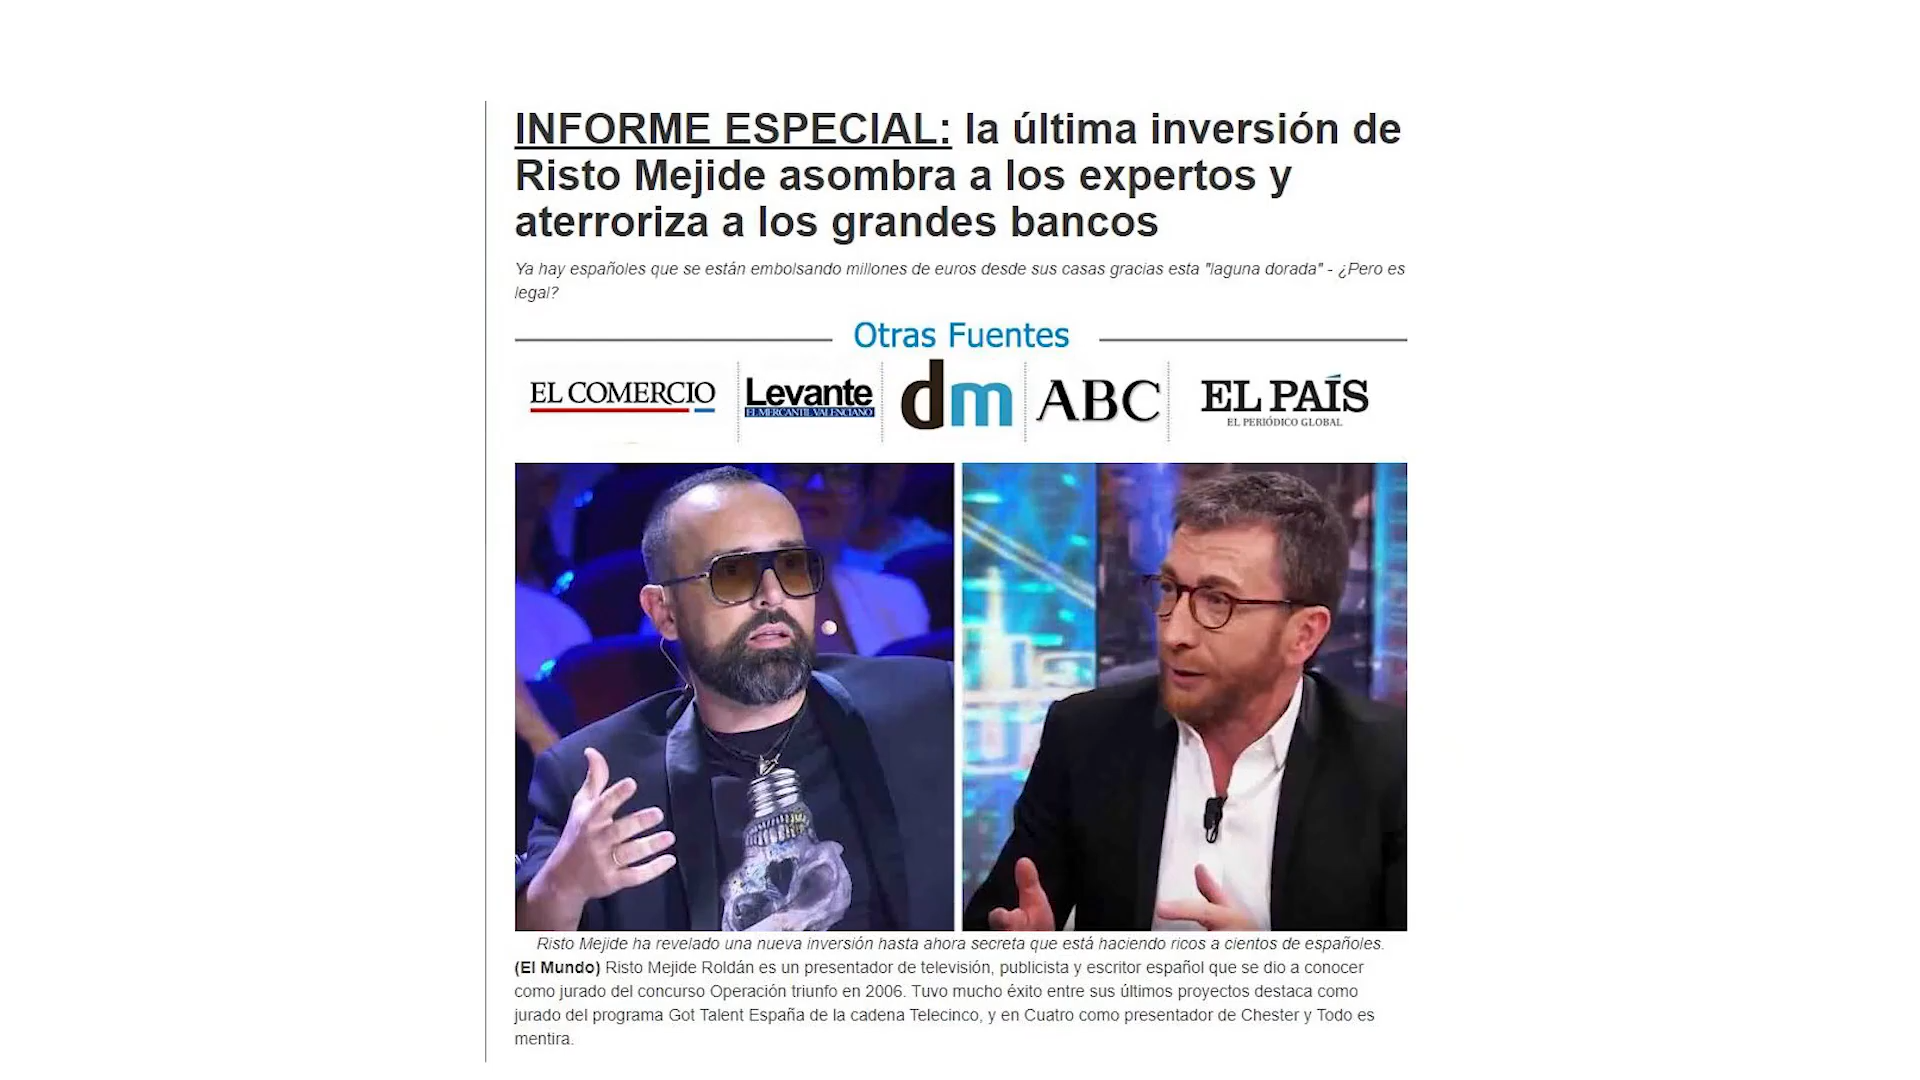 INFORME ESPECIAL: la última inversión de
Risto Mejide asombra a los expertos y
aterroriza a los grandes bancos
Ya hay españoles que se están embolsando millones de euros desde sus casas gracias esta "laguna dorada" - ¿Pero es
legal?
Otras Fuentes
EL COMERCIO
Levante
EL MERCANTIL VALENCIANO
dm
ABC
EL PAÍS
EL PERIÓDICO GLOBAL
Risto Mejide ha revelado una nueva inversión hasta ahora secreta que está haciendo ricos a cientos de españoles.
(El Mundo) Risto Mejide Roldán es un presentador de televisión, publicista y escritor español que se dio a conocer
como jurado del concurso Operación triunfo en 2006. Tuvo mucho éxito entre sus últimos proyectos destaca como
jurado del programa Got Talent España de la cadena Telecinco, y en Cuatro como presentador de Chester y Todo es
mentira.